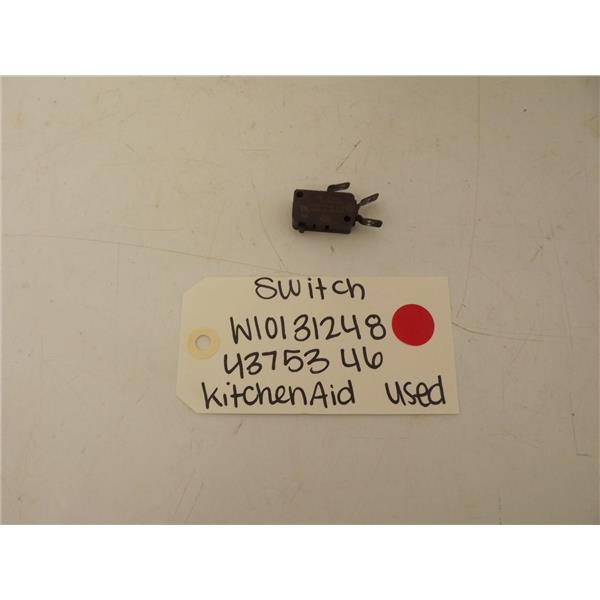 Switch
W10131248
4375346
KitchenAid used